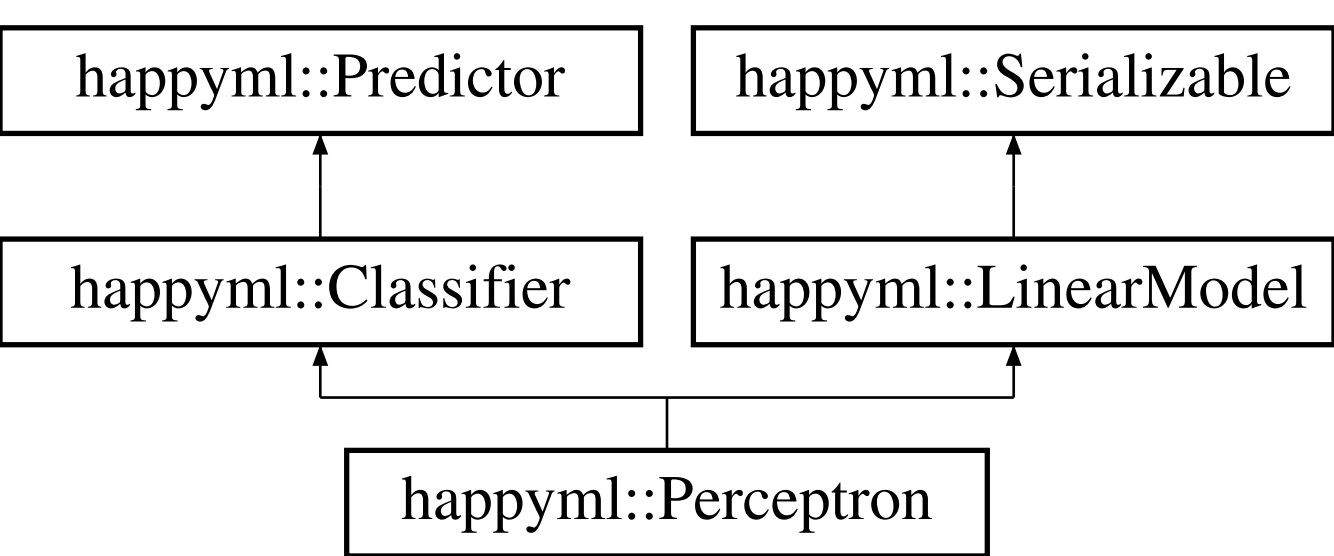 happyml::Predictor
happyml::Serializable
happyml::Classifier
happyml::LinearModel
happyml::Perceptron